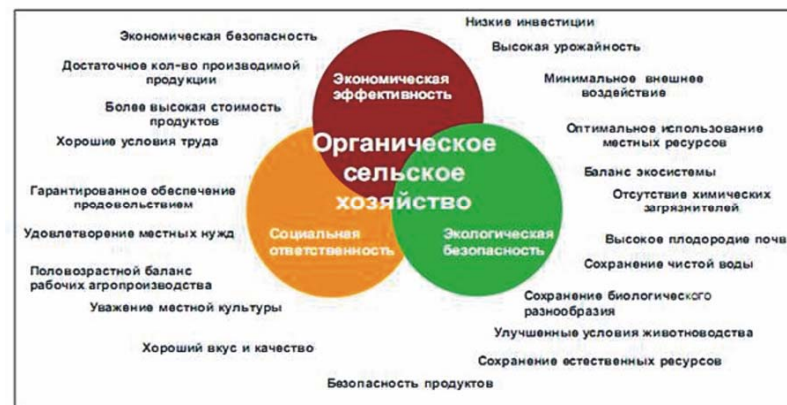 Низкие инвестиции
Экономическая безопасность
Высокая урожайность
Достаточное кол-во производимой
продукции
Экономическая
эффективность
Минимальное внешнее
воздействие
Более высокая стоимость
продуктов
Оптимальное использование
местных ресурсов
Хорошие условия труда
Органическое
сельское
хозяйство
Баланс экосистемы
Гарантированное обеспечение
продовольствием
Отсутствие химических
загрязнителей
Удовлетворение местных нужд
Социальная
ответственность
Экологическая
безопасность
Высокое плодородие почв
Сохранение чистой воды
Половозрастной баланс
рабочих агропроизводства
Уважение местной культуры
Сохранение биологического
разнообразия
Улучшенные условия животноводства
Хороший вкус и качество
Сохранение естественных ресурсов
Безопасность продуктов